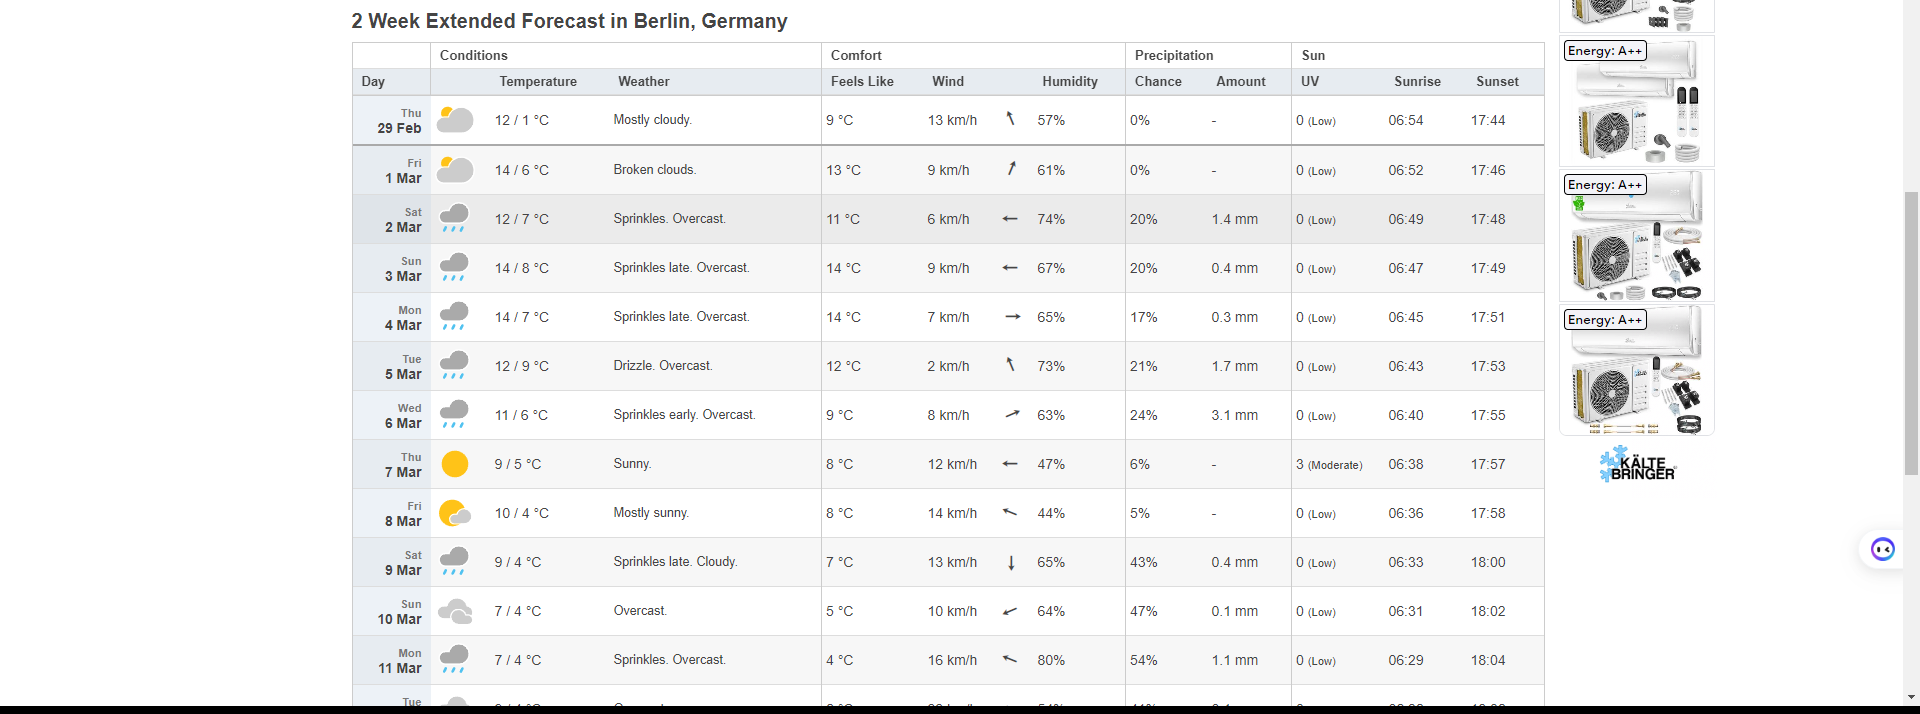 2 Week Extended Forecast in Berlin, Germany
Conditions Comfort Precipitation Sun
Day Temperature Weather Feels Like Wind Humidity Chance Amount UV Sunrise Sunset
Thu
29 Feb 12 / 1 °C Mostly cloudy. 9 °C 13 km/h 57% 0% - 0 (Low) 06:54 17:44
Fri
1 Mar 14 / 6 °C Broken clouds. 13 °C 9 km/h 61% 0% - 0 (Low) 06:52 17:46
Sat
2 Mar 12 / 7 °C Sprinkles. Overcast. 11 °C 6 km/h 74% 20% 1.4 mm 0 (Low) 06:49 17:48
Sun
3 Mar 14 / 8 °C Sprinkles late. Overcast. 14 °C 9 km/h 67% 20% 0.4 mm 0 (Low) 06:47 17:49
Mon
4 Mar 14 / 7 °C Sprinkles late. Overcast. 14 °C 7 km/h 65% 17% 0.3 mm 0 (Low) 06:45 17:51
Tue
5 Mar 12 / 9 °C Drizzle. Overcast. 12 °C 2 km/h 73% 21% 1.7 mm 0 (Low) 06:43 17:53
Wed
6 Mar 11 / 6 °C Sprinkles early. Overcast. 9 °C 8 km/h 63% 24% 3.1 mm 0 (Low) 06:40 17:55
Thu
7 Mar 9 / 5 °C Sunny. 8 °C 12 km/h 47% 6% - 3 (Moderate) 06:38 17:57
Fri
8 Mar 10 / 4 °C Mostly sunny. 8 °C 14 km/h 44% 5% - 0 (Low) 06:36 17:58
Sat
9 Mar 9 / 4 °C Sprinkles late. Cloudy. 7 °C 13 km/h 65% 43% 0.4 mm 0 (Low) 06:33 18:00
Sun
10 Mar 7 / 4 °C Overcast. 5 °C 10 km/h 64% 47% 0.1 mm 0 (Low) 06:31 18:02
Mon
11 Mar 7 / 4 °C Sprinkles. Overcast. 4 °C 16 km/h 80% 54% 1.1 mm 0 (Low) 06:29 18:04
Tue
Energy: A++
Energy: A++
Energy: A++
KÄLTE
BRINGER